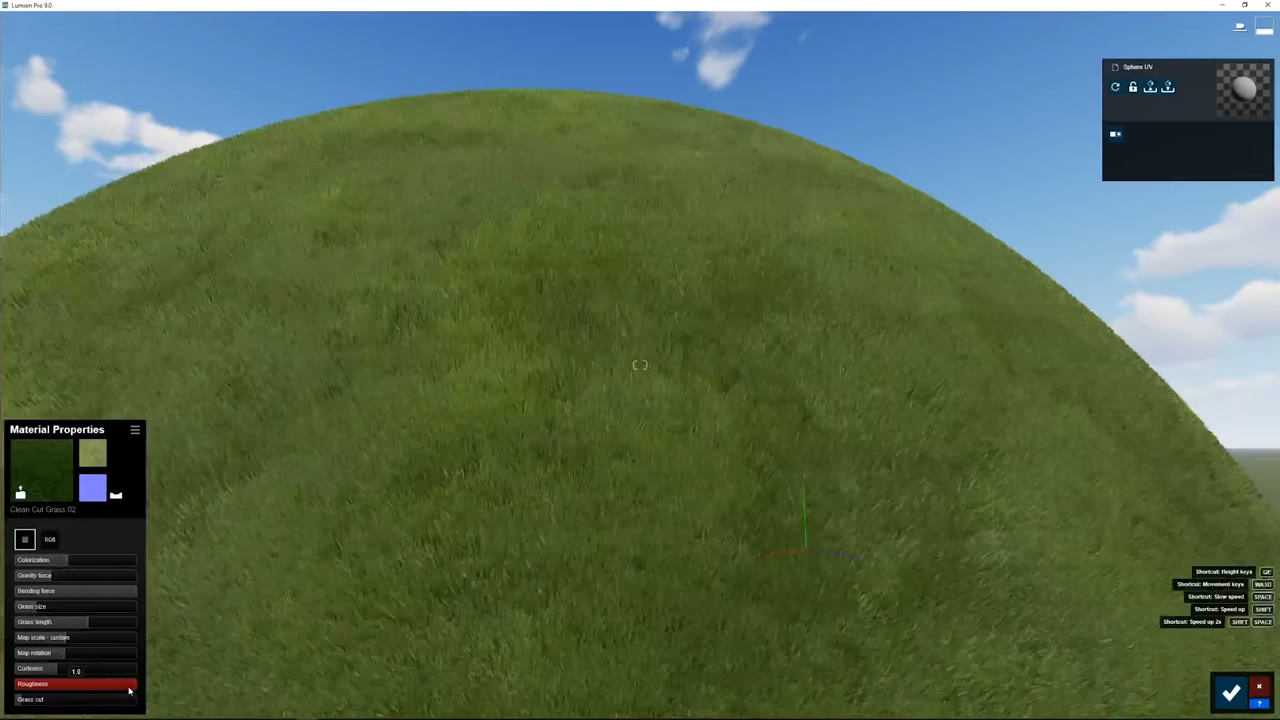 Lumion Pro 9.0
Sphere UV
Material Properties
Clean Cut Grass 02
RGB
Colorization
Gravity force
Bending force
Grass size
Grass length
Map scale - custom
Map rotation
Curliness
1.0
Roughness
Grass cut
Shortcut: Height keys QE
Shortcut: Movement keys WASD
Shortcut: Slow speed SPACE
Shortcut: Speed up SHIFT
Shortcut: Speed up 2x SHIFT SPACE
?